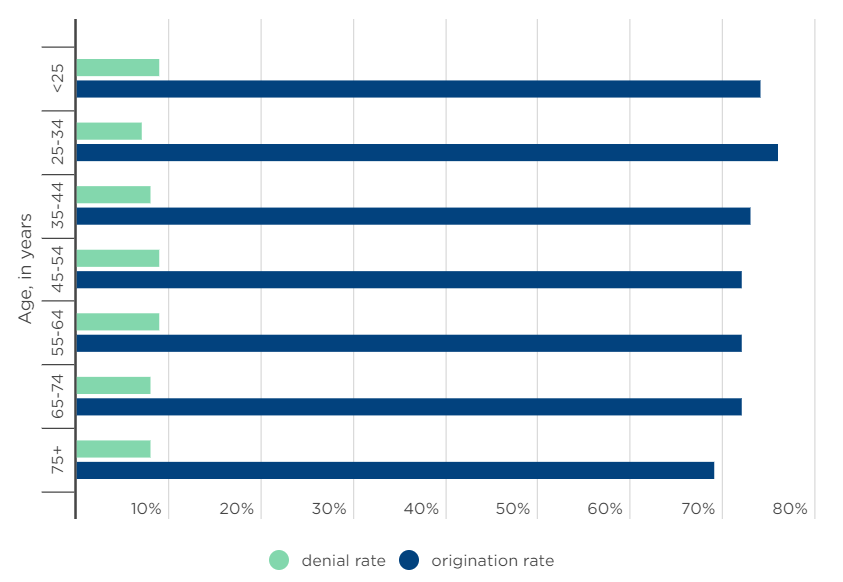 Age, in years
<25
25-34
35-44
45-54
55-64
65-74
75+
10% 20% 30% 40% 50% 60% 70% 80%
denial rate origination rate